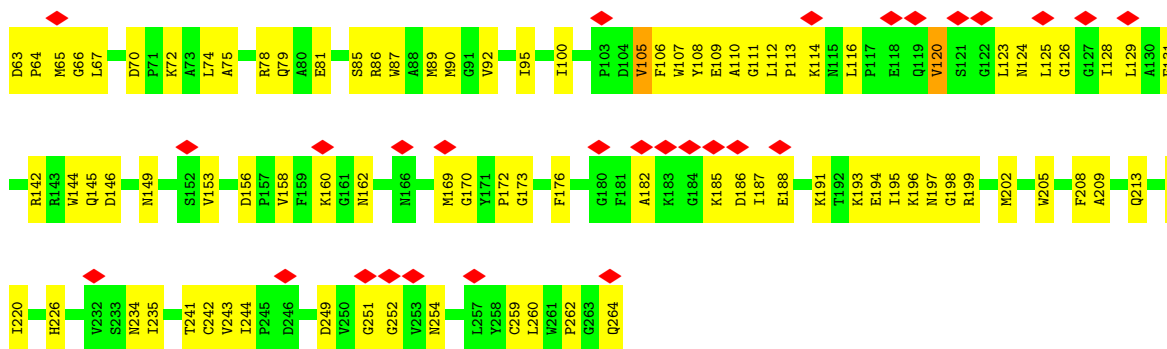 D63 P64 M65 G66 L67 D70 P71 K72 A73 L74 A75 R78 Q79 A80 E81 S85 R86 W87 A88 M89 M90 G91 V92 I95 I100 P103 D104 V105 F106 W107 Y108 E109 A110 G111 L112 P113 K114 N115 L116 P117 E118 Q119 V120 S121 G122 L123 N124 L125 G126 G127 I128 L129 A130
R142 R143 W144 Q145 D146 N149 S152 V153 D156 P157 V158 F159 K160 G161 N162 N166 M169 G170 Y171 P172 G173 F176 G180 F181 A182 K183 G184 K185 D186 I187 E188 K191 T192 K193 E194 I195 K196 N197 G198 R199 M202 W205 F208 A209 Q213
I220 H226 V232 S233 N234 I235 T241 C242 V243 I244 P245 D246 D249 V250 G251 G252 V253 N254 L257 Y258 C259 L260 W261 P262 G263 Q264